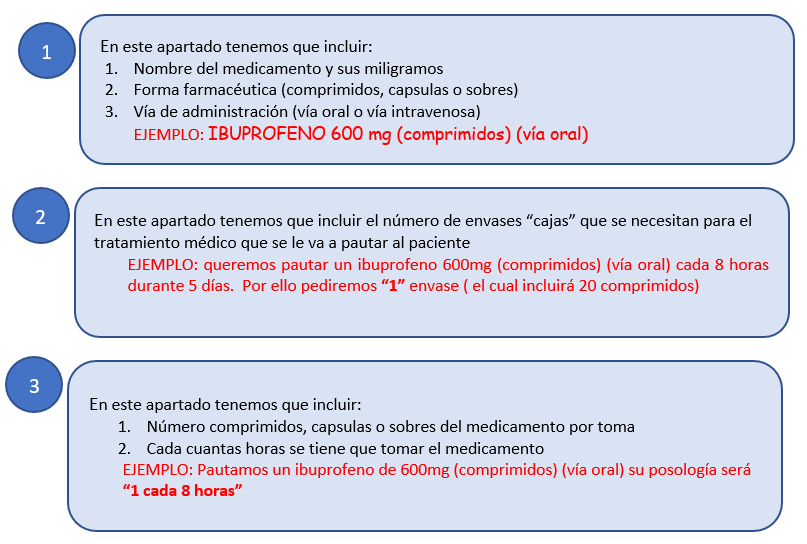 1
En este apartado tenemos que incluir:
1. Nombre del medicamento y sus miligramos
2. Forma farmacéutica (comprimidos, capsulas o sobres)
3. Vía de administración (vía oral o vía intravenosa)
EJEMPLO: IBUPROFENO 600 mg (comprimidos) (vía oral)
2
En este apartado tenemos que incluir el número de envases “cajas” que se necesitan para el
tratamiento médico que se le va a pautar al paciente
EJEMPLO: queremos pautar un ibuprofeno 600mg (comprimidos) (vía oral) cada 8 horas
durante 5 días. Por ello pediremos “1” envase ( el cual incluirá 20 comprimidos)
3
En este apartado tenemos que incluir:
1. Número comprimidos, capsulas o sobres del medicamento por toma
2. Cada cuantas horas se tiene que tomar el medicamento
EJEMPLO: Pautamos un ibuprofeno de 600mg (comprimidos) (vía oral) su posología será
“1 cada 8 horas”